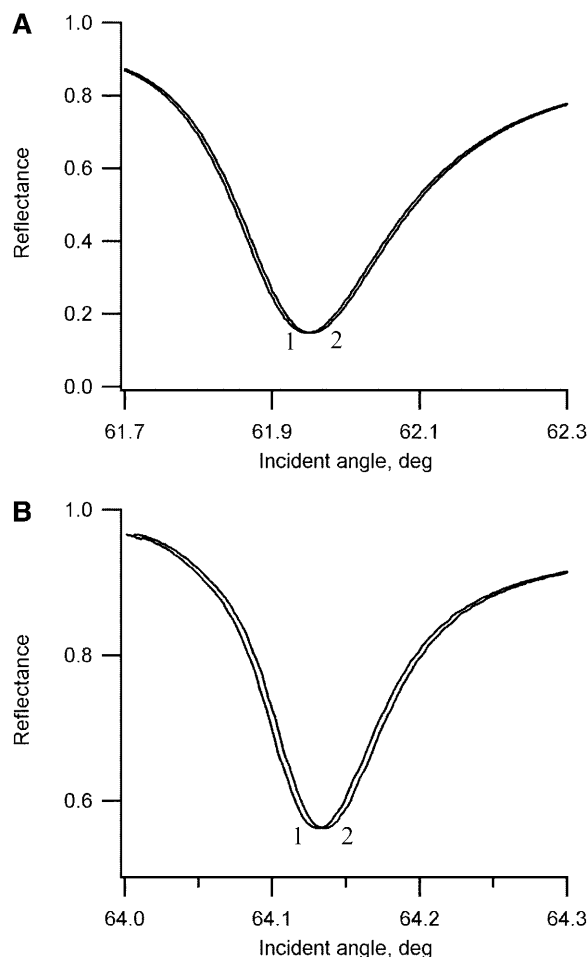 A
1.0
0.8
0.6
0.4
0.2
0.0
Reflectance
1 2
61.7 61.9 62.1 62.3
Incident angle, deg
B
1.0
0.8
0.6
Reflectance
1 2
64.0 64.1 64.2 64.3
Incident angle, deg